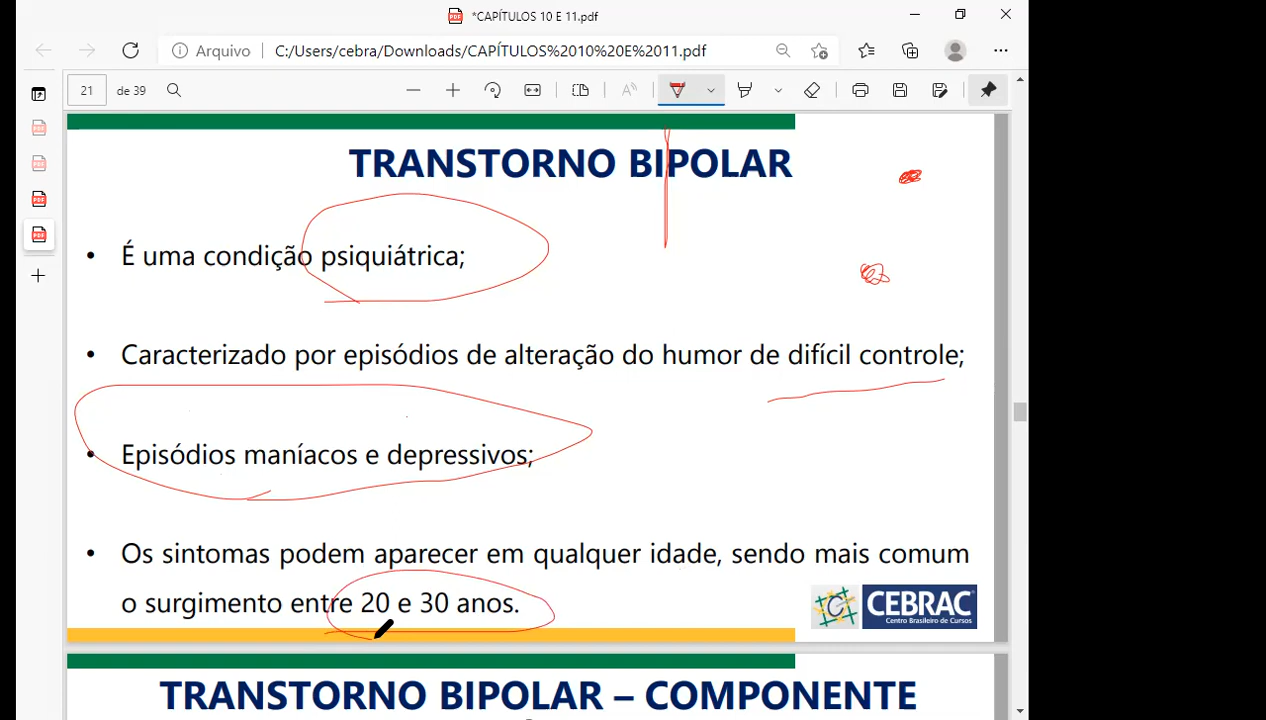 *CAPÍTULOS 10 E 11.pdf
Arquivo C:/Users/cebra/Downloads/CAPÍTULOS%2010%20E%2011.pdf
21 de 39
TRANSTORNO BIPOLAR
• É uma condição psiquiátrica;
• Caracterizado por episódios de alteração do humor de difícil controle;
• Episódios maníacos e depressivos;
• Os sintomas podem aparecer em qualquer idade, sendo mais comum
o surgimento entre 20 e 30 anos.
CEBRAC
Centro Brasileiro de Cursos
TRANSTORNO BIPOLAR – COMPONENTE